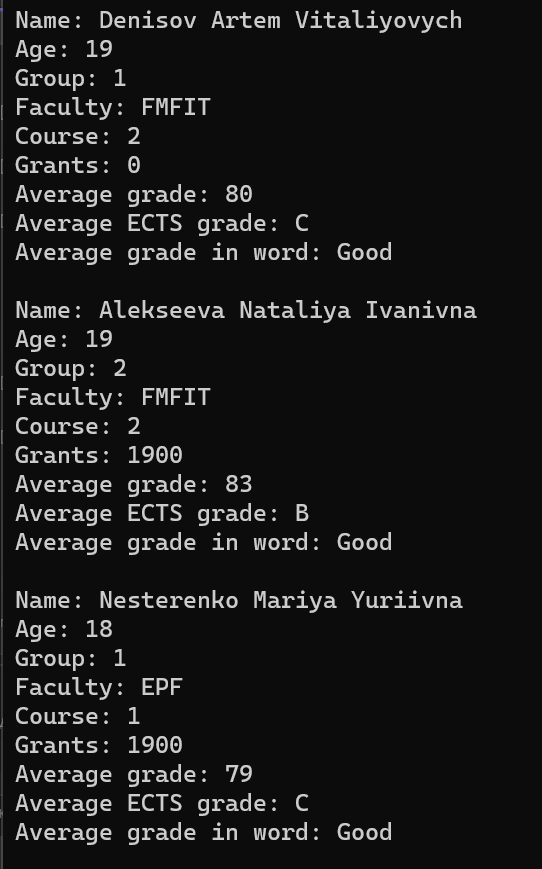 Name: Denisov Artem Vitaliyovych
Age: 19
Group: 1
Faculty: FMFIT
Course: 2
Grants: 0
Average grade: 80
Average ECTS grade: C
Average grade in word: Good
Name: Alekseeva Nataliya Ivanivna
Age: 19
Group: 2
Faculty: FMFIT
Course: 2
Grants: 1900
Average grade: 83
Average ECTS grade: B
Average grade in word: Good
Name: Nesterenko Mariya Yuriivna
Age: 18
Group: 1
Faculty: EPF
Course: 1
Grants: 1900
Average grade: 79
Average ECTS grade: C
Average grade in word: Good